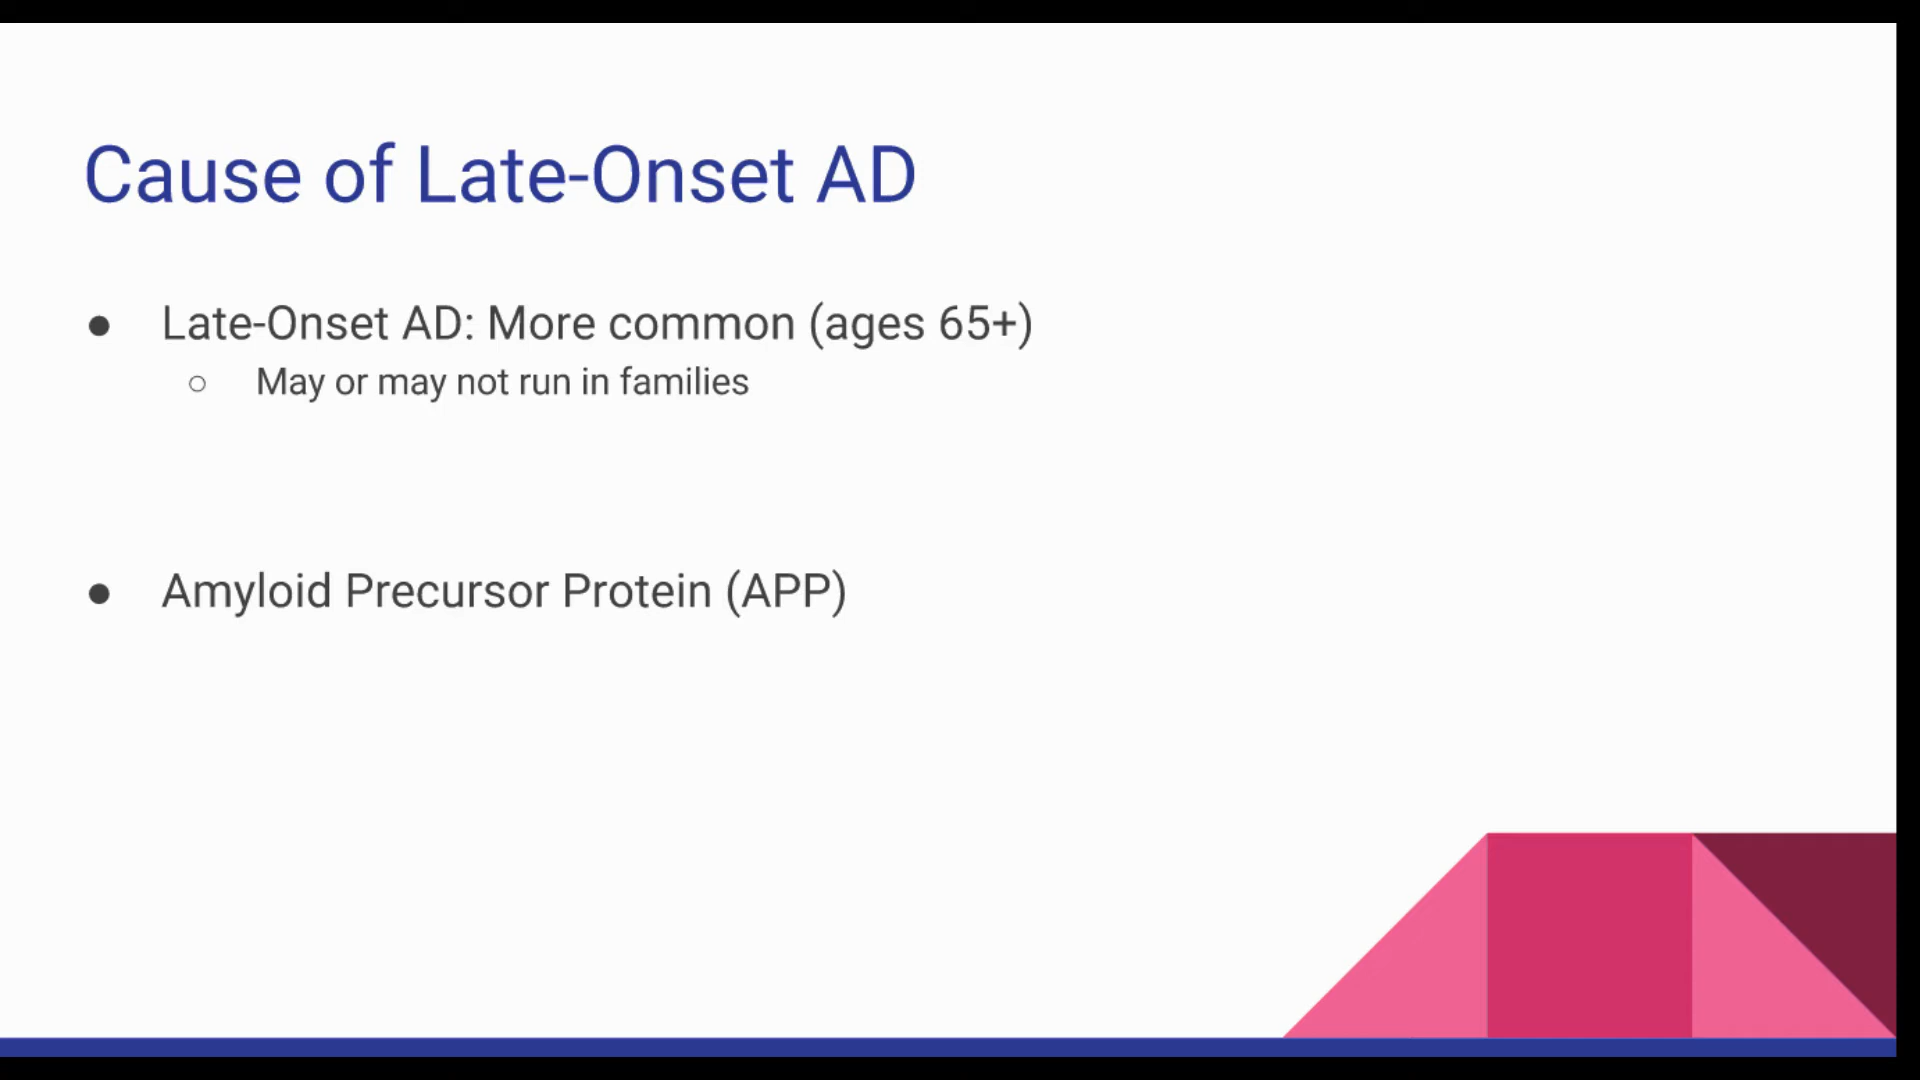 Cause of Late-Onset AD
● Late-Onset AD: More common (ages 65+)
○ May or may not run in families
● Amyloid Precursor Protein (APP)